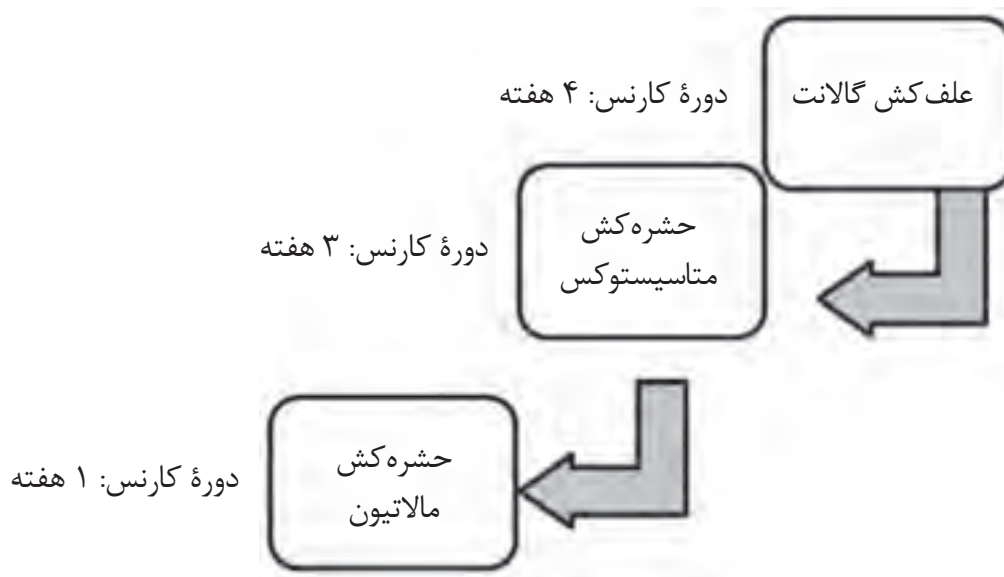 علف‌کش گالانت
دورهٔ کارنس: ۴ هفته
حشره‌کش
متاسیستوکس
دورهٔ کارنس: ۳ هفته
حشره‌کش
مالاتیون
دورهٔ کارنس: ۱ هفته